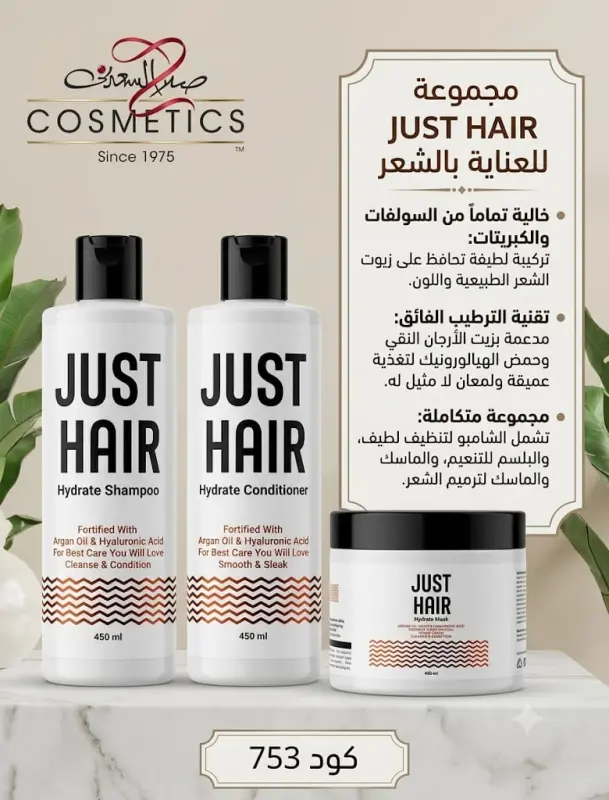 COSMETICS
TM
Since 1975
مجموعة
JUST HAIR
للعناية بالشعر
خالية تماماً من السولفات
والكبريتات:
تركيبة لطيفة تحافظ على زيوت
الشعر الطبيعية واللون.
تقنية الترطيب الفائق:
مدعمة بزيت الأرجان النقي
وحمض الهيالورونيك لتغذية
عميقة ولمعان لا مثيل له.
مجموعة متكاملة:
تشمل الشامبو لتنظيف لطيف،
والبلسم للتنعيم، والماسك
والماسك لترميم الشعر.
JUST
HAIR
Hydrate Shampoo
Fortified With
Argan Oil & Hyaluronic Acid
For Best Care You Will Love
Cleanse & Condition
450 ml
JUST
HAIR
Hydrate Conditioner
Fortified With
Argan Oil & Hyaluronic Acid
For Best Care You Will Love
Smooth & Sleak
450 ml
JUST
HAIR
Hydrate Mask
450 ml
كود 753